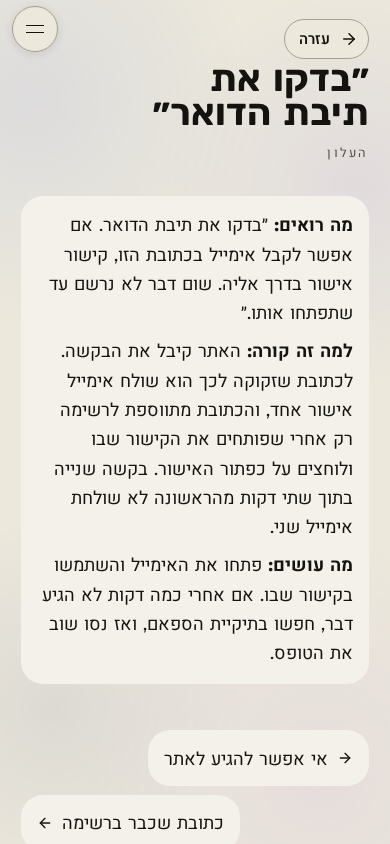 עזרה
״בדקו את
תיבת הדואר״
העלון
מה רואים: ״בדקו את תיבת הדואר. אם
אפשר לקבל אימייל בכתובת הזו, קישור
אישור בדרך אליה. שום דבר לא נרשם עד
שתפתחו אותו.״
למה זה קורה: האתר קיבל את הבקשה.
לכתובת שזקוקה לכך הוא שולח אימייל
אישור אחד, והכתובת מתווספת לרשימה
רק אחרי שפותחים את הקישור שבו
ולוחצים על כפתור האישור. בקשה שנייה
בתוך שתי דקות מהראשונה לא שולחת
אימייל שני.
מה עושים: פתחו את האימייל והשתמשו
בקישור שבו. אם אחרי כמה דקות לא הגיע
דבר, חפשו בתיקיית הספאם, ואז נסו שוב
את הטופס.
אי אפשר להגיע לאתר
כתובת שכבר ברשימה